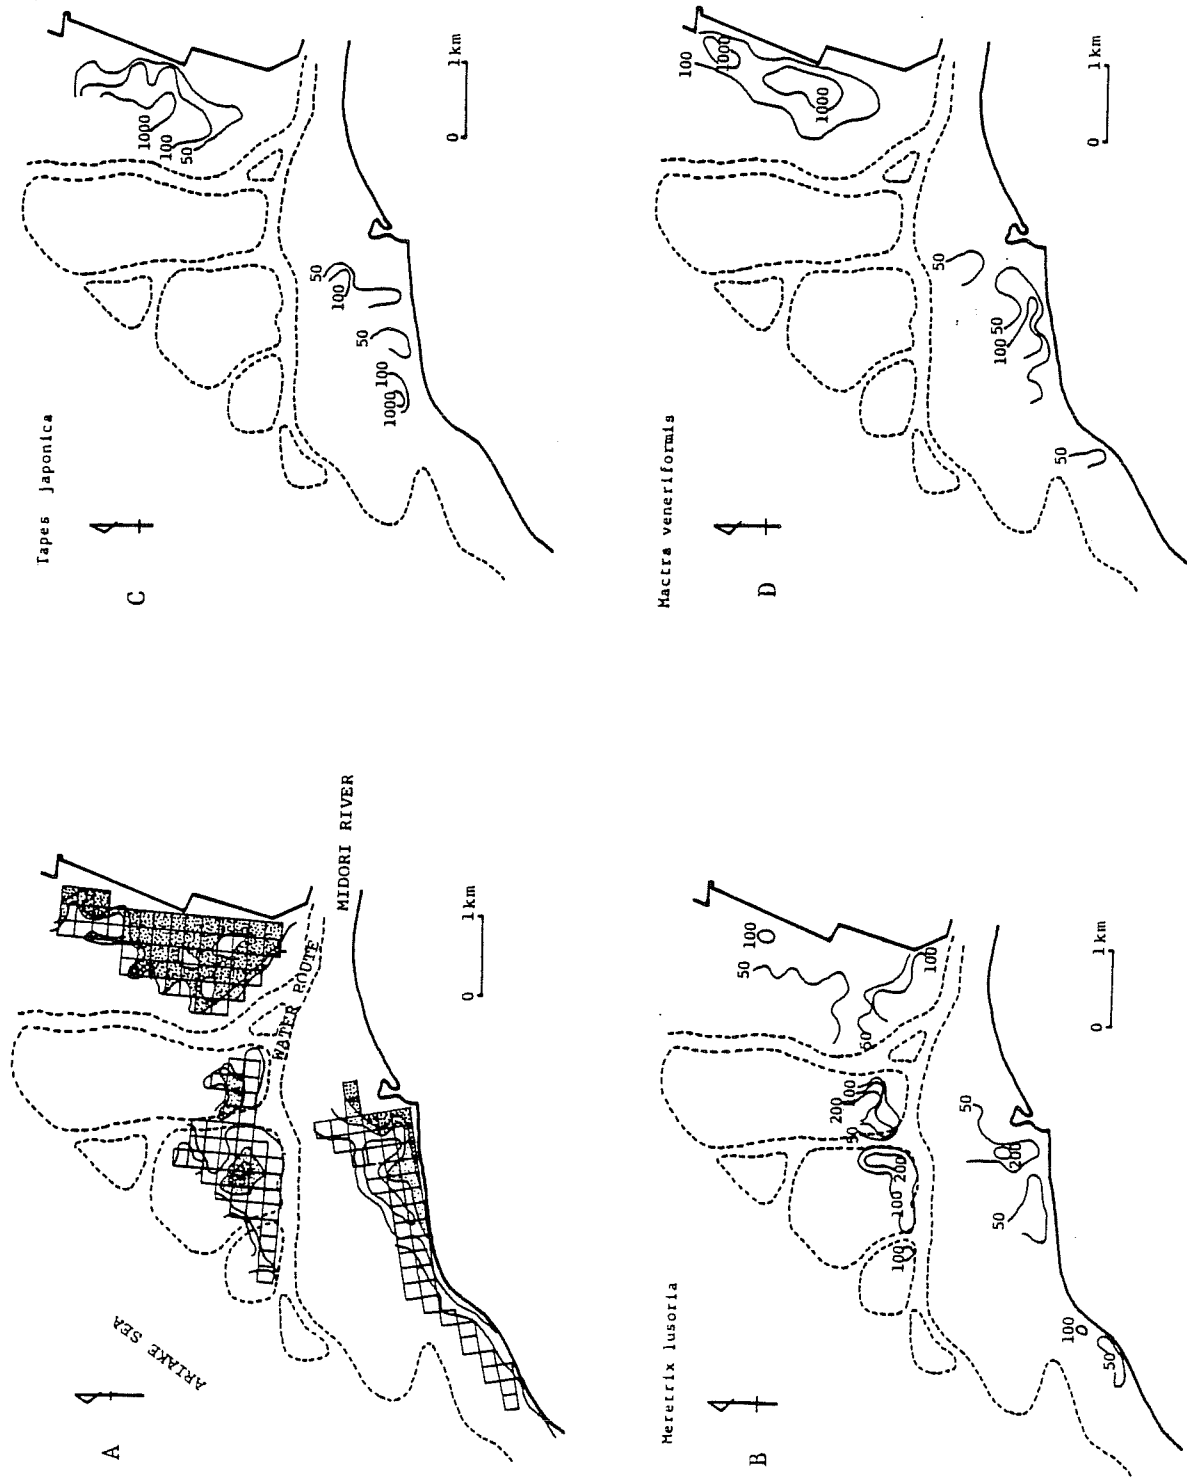 A
ARIAKE SEA
WATER ROUTE
MIDORI RIVER
0 1km
B
Meretrix lusoria
50
100
50
100
200
100
50
200
100
100
50
200
50
100
50
0 1km
C
Tapes japonica
1000
100
50
50
100
50
100
1000
0 1km
D
Mactra veneriformis
100
1000
1000
50
50
100
50
0 1km